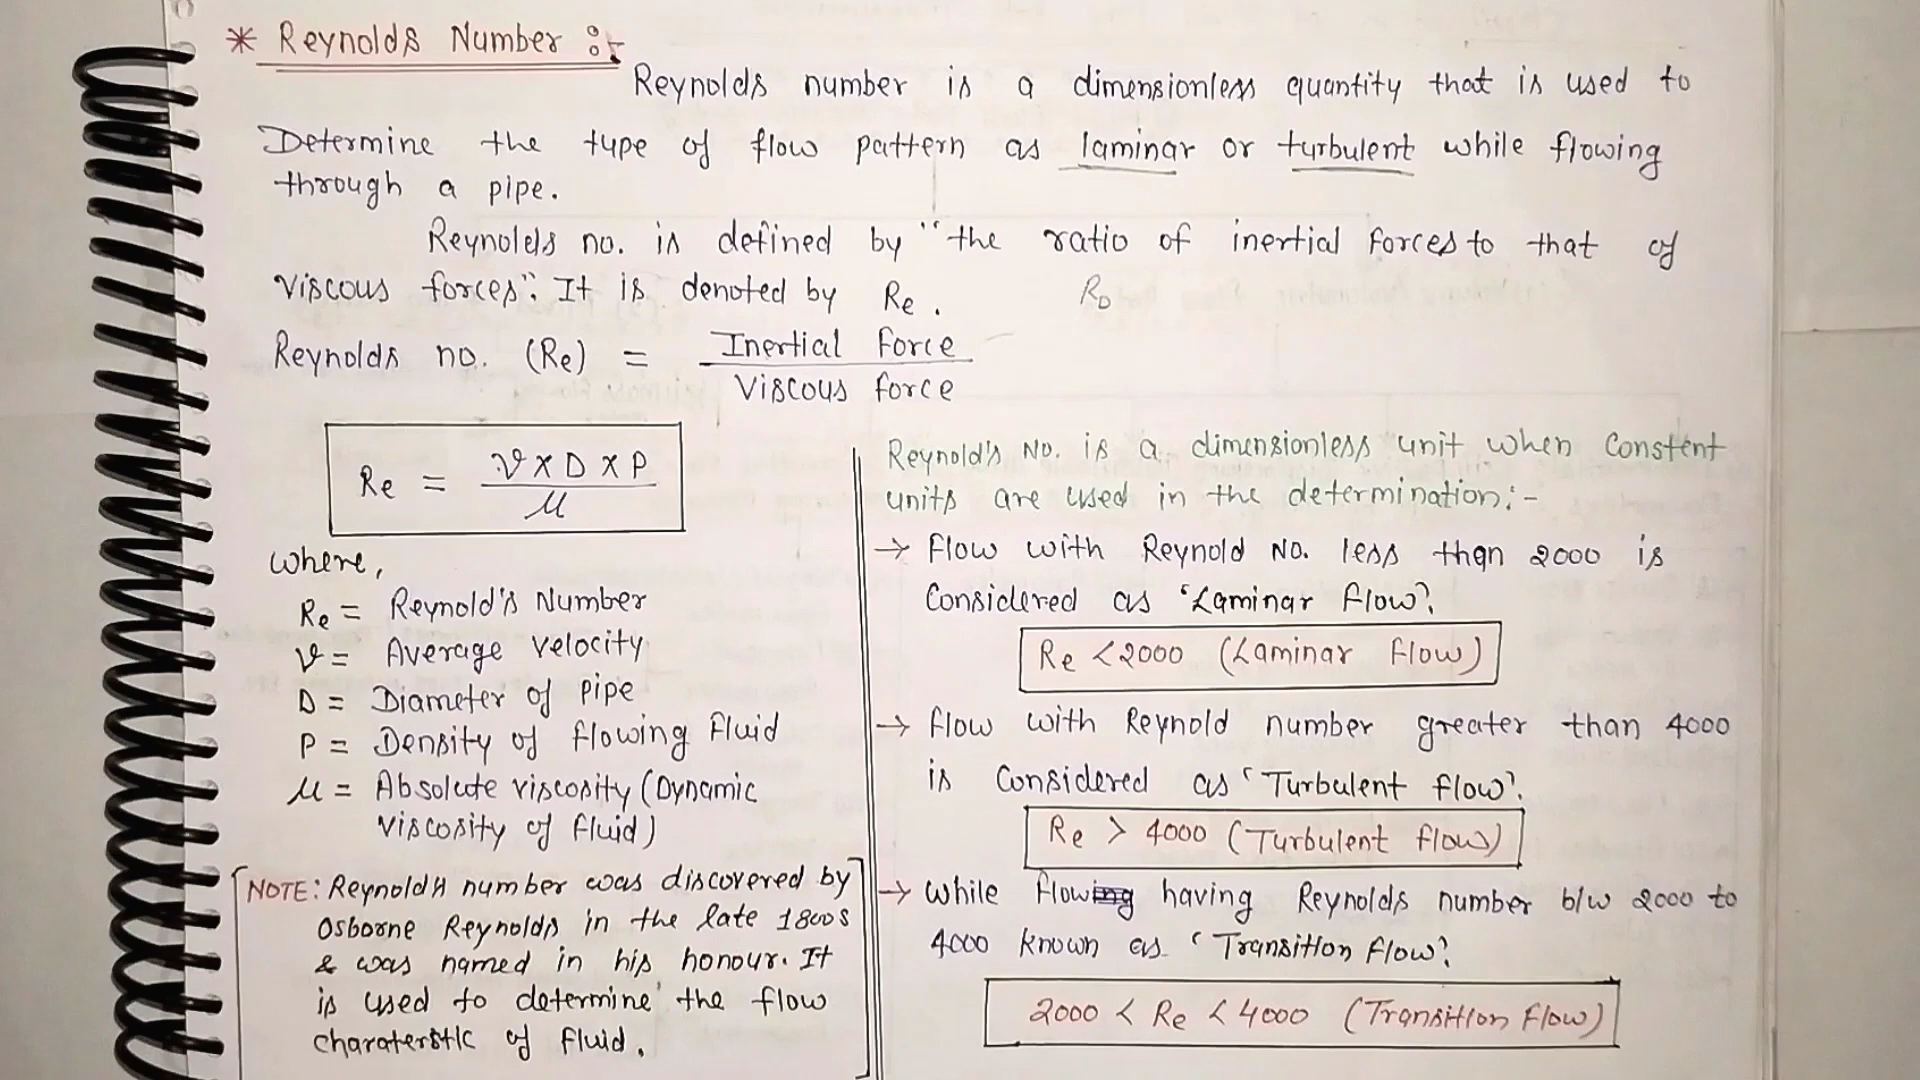 * Reynolds Number :-
Reynolds number is a dimensionless quantity that is used to
Determine the type of flow pattern as laminar or turbulent while flowing
through a pipe.
Reynolds no. is defined by "the ratio of inertial forces to that of
viscous forces". It is denoted by Re. RD
Reynolds no. (Re) = Inertial force / Viscous force
Re = v × D × P / μ
where,
Re = Reynold's Number
v = Average velocity
D = Diameter of pipe
P = Density of flowing fluid
μ = Absolute viscosity (Dynamic
viscosity of fluid)
NOTE: Reynolds number was discovered by
Osborne Reynolds in the late 1800s
& was named in his honour. It
is used to determine the flow
charaterstic of fluid.
Reynold's No. is a dimensionless unit when Constent
units are used in the determination:-
→ flow with Reynold No. less than 2000 is
Considered as 'Laminar flow'.
Re < 2000 (Laminar flow)
→ flow with Reynold number greater than 4000
is Considered as 'Turbulent flow'.
Re > 4000 (Turbulent flow)
→ while flowing having Reynolds number b/w 2000 to
4000 known as 'Transition flow'.
2000 < Re < 4000 (Transition flow)